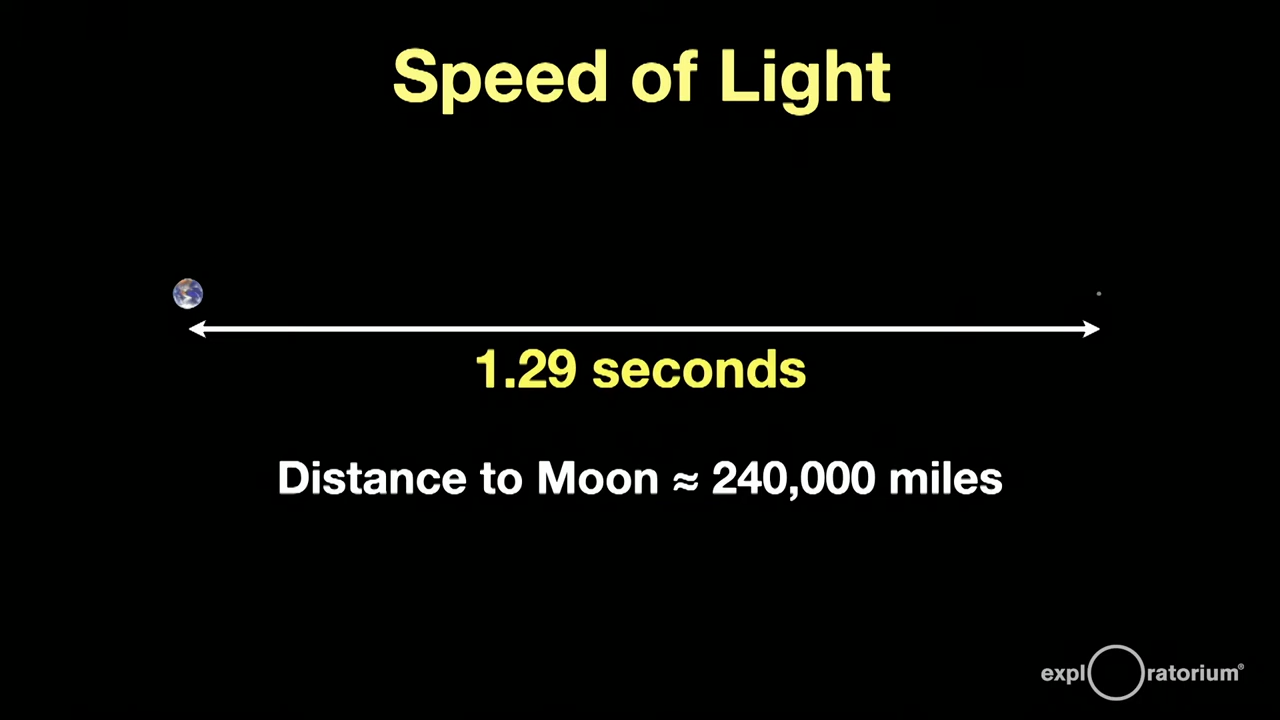 Speed of Light
1.29 seconds
Distance to Moon ≈ 240,000 miles
explOratorium®